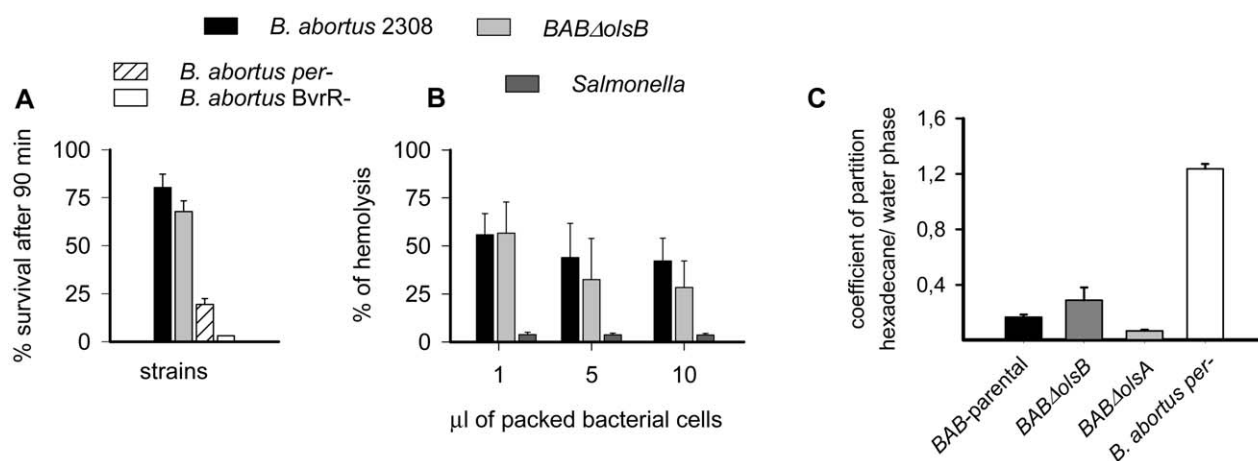 B. abortus 2308
BABΔolsB
B. abortus per-
B. abortus BvrR-
Salmonella
A
% survival after 90 min
100
75
50
25
0
strains
B
% of hemolysis
100
75
50
25
0
1 5 10
µl of packed bacterial cells
C
coefficient of partition
hexadecane/ water phase
1,6
1,2
0,8
0,4
BAB-parental
BABΔolsB
BABΔolsA
B. abortus per-